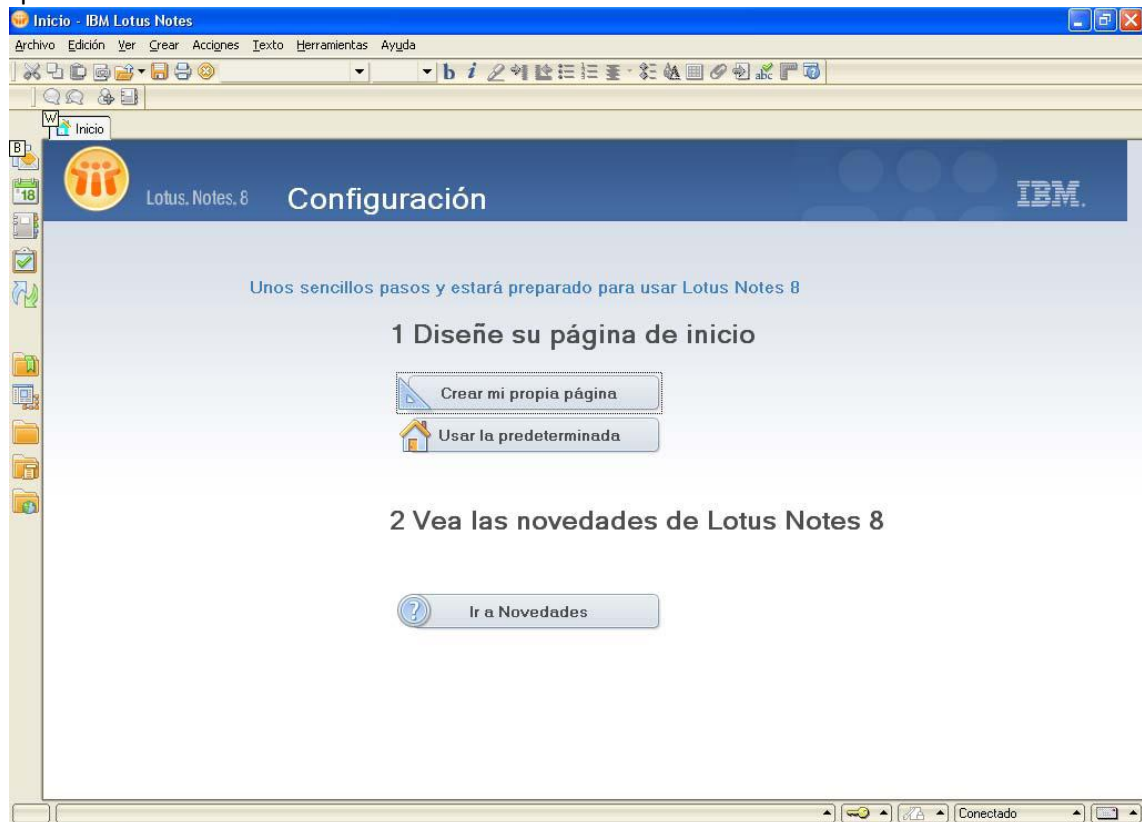 Inicio - IBM Lotus Notes
Archivo Edición Ver Crear Acciones Texto Herramientas Ayuda
b i abc
W Inicio
B
18
Lotus. Notes. 8 Configuración IBM.
Unos sencillos pasos y estará preparado para usar Lotus Notes 8
1 Diseñe su página de inicio
Crear mi propia página
Usar la predeterminada
2 Vea las novedades de Lotus Notes 8
? Ir a Novedades
Conectado